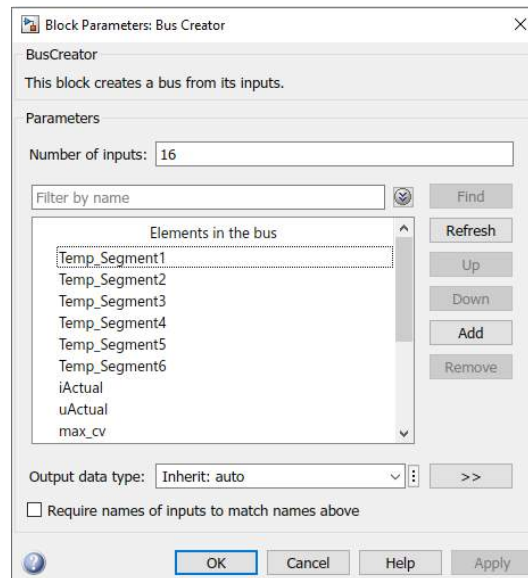 Block Parameters: Bus Creator
BusCreator
This block creates a bus from its inputs.
Parameters
Number of inputs: 16
Filter by name
Find
Elements in the bus
Refresh
Temp_Segment1
Temp_Segment2
Up
Temp_Segment3
Down
Temp_Segment4
Add
Temp_Segment5
Temp_Segment6
Remove
iActual
uActual
max_cv
Output data type: Inherit: auto >>
Require names of inputs to match names above
? OK Cancel Help Apply